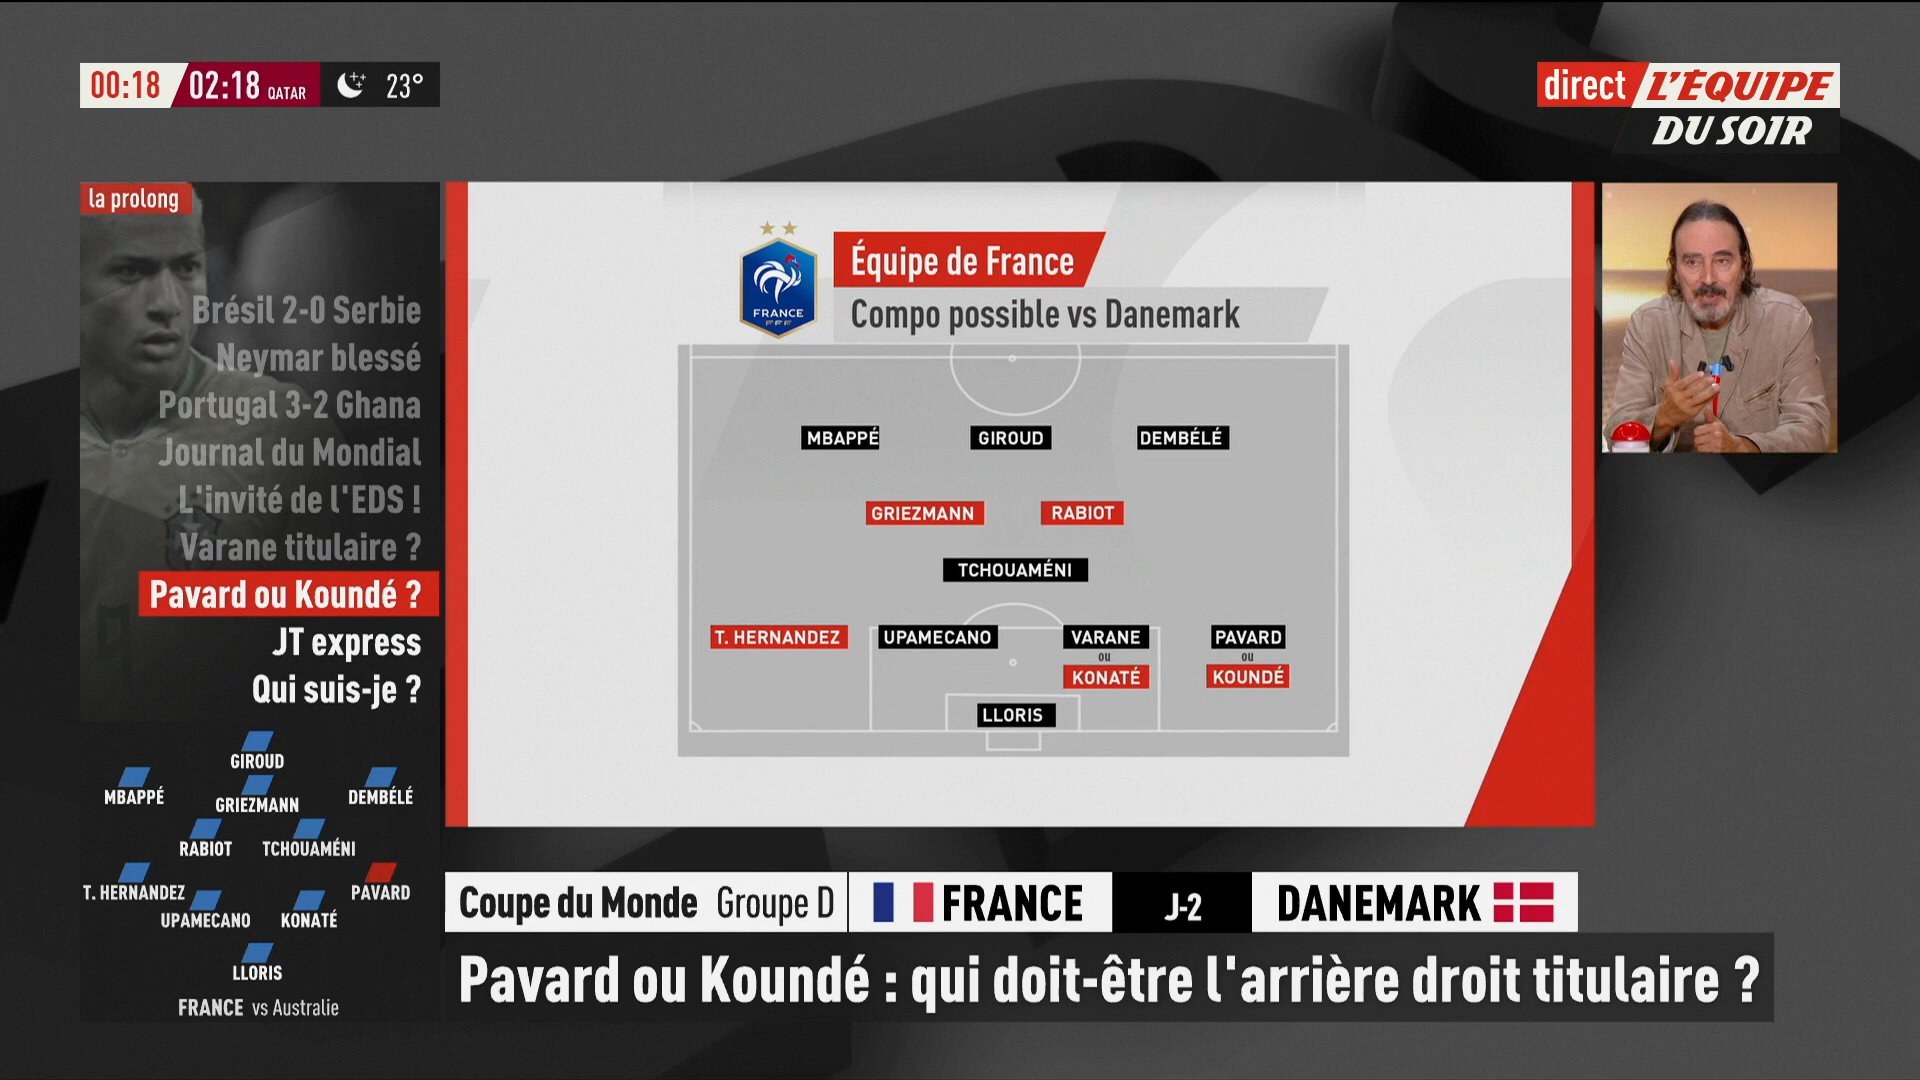 00:18 02:18 QATAR 23°
direct L'ÉQUIPE
DU SOIR
la prolong
Brésil 2-0 Serbie
Neymar blessé
Portugal 3-2 Ghana
Journal du Mondial
L'invité de l'EDS !
Varane titulaire ?
Pavard ou Koundé ?
JT express
Qui suis-je ?
GIROUD
MBAPPÉ
GRIEZMANN
DEMBÉLÉ
RABIOT
TCHOUAMÉNI
T. HERNANDEZ
PAVARD
UPAMECANO
KONATÉ
LLORIS
FRANCE vs Australie
FRANCE
FFF
Équipe de France
Compo possible vs Danemark
MBAPPÉ
GIROUD
DEMBÉLÉ
GRIEZMANN
RABIOT
TCHOUAMÉNI
T. HERNANDEZ
UPAMECANO
VARANE
ou
KONATÉ
PAVARD
ou
KOUNDÉ
LLORIS
Coupe du Monde Groupe D
FRANCE
J-2
DANEMARK
Pavard ou Koundé : qui doit-être l'arrière droit titulaire ?